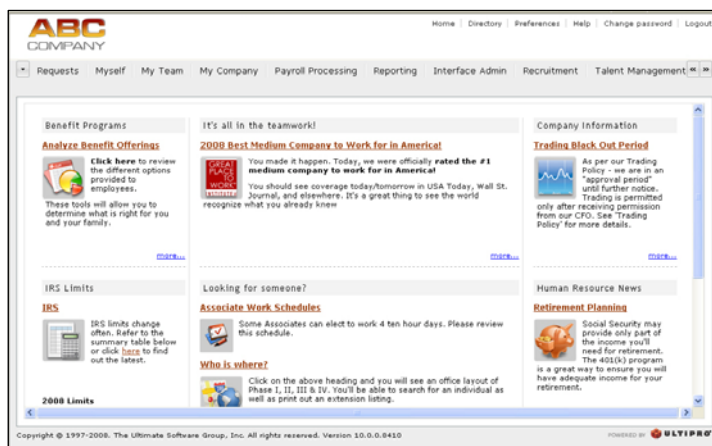 ABC
COMPANY
Home | Directory | Preferences | Help | Change password | Logout
Requests Myself My Team My Company Payroll Processing Reporting Interface Admin Recruitment Talent Management
Benefit Programs
Analyze Benefit Offerings
Click here to review
the different options
provided to
employees.
These tools will allow you to
determine what is right for you
and your family.
more...
It's all in the teamwork!
2008 Best Medium Company to Work for in America!
GREAT
PLACE
TO
WORK
INSTITUTE
You made it happen. Today, we were officially rated the #1
medium company to work for in America!
You should see coverage today/tomorrow in USA Today, Wall St.
Journal, and elsewhere. It's a great thing to see the world
recognize what you already knew
more...
Company Information
Trading Black Out Period
As per our Trading
Policy - we are in an
"approval period"
until further notice.
Trading is permitted
only after receiving permission
from our CFO. See 'Trading
Policy' for more details.
more...
IRS Limits
IRS
IRS limits change
often. Refer to the
summary table below
or click here to find
out the latest.
2008 Limits
Looking for someone?
Associate Work Schedules
Some Associates can elect to work 4 ten hour days. Please review
this schedule.
Who is where?
Click on the above heading and you will see an office layout of
Phase I, II, III & IV. You'll be able to search for an individual as
well as print out an extension listing.
Human Resource News
Retirement Planning
Social Security may
provide only part of
the income you'll
need for retirement.
The 401(k) program
is a great way to ensure you will
have adequate income for your
retirement.
Copyright © 1997-2008. The Ultimate Software Group, Inc. All rights reserved. Version 10.0.0.0410
POWERED BY ULTIPRO